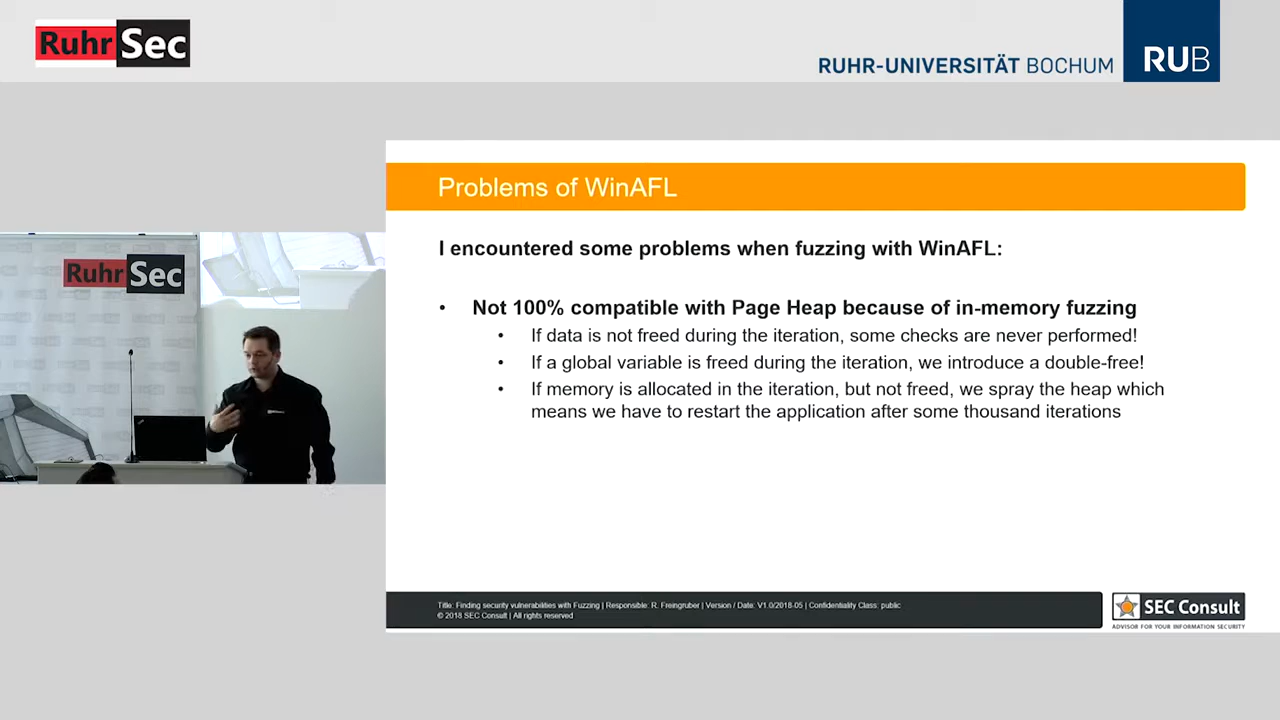 RuhrSec
RUHR-UNIVERSITÄT BOCHUM
RUB
Problems of WinAFL
I encountered some problems when fuzzing with WinAFL:
• Not 100% compatible with Page Heap because of in-memory fuzzing
• If data is not freed during the iteration, some checks are never performed!
• If a global variable is freed during the iteration, we introduce a double-free!
• If memory is allocated in the iteration, but not freed, we spray the heap which
means we have to restart the application after some thousand iterations
RuhrSec
Title: Finding security vulnerabilities with Fuzzing | Responsible: R. Freingruber | Version / Date: V1.0/2018-05 | Confidentiality Class: public
© 2018 SEC Consult | All rights reserved
SEC Consult
ADVISOR FOR YOUR INFORMATION SECURITY